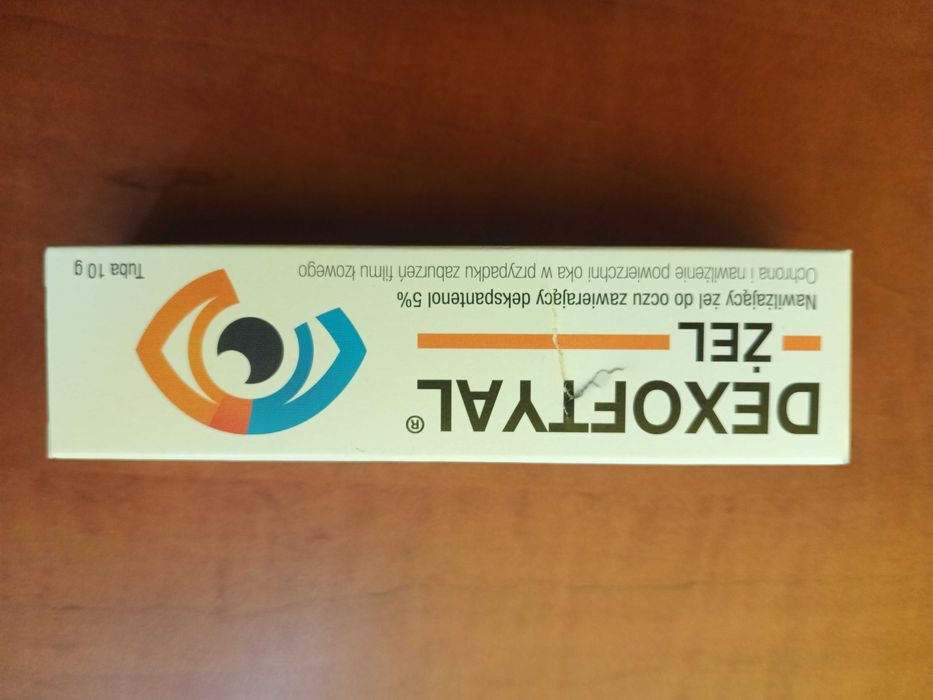 DEXOFTYAL®
ŻEL
Nawilżający żel do oczu zawierający dekspantenol 5%
Ochrona i nawilżenie powierzchni oka w przypadku zaburzeń filmu łzowego
Tuba 10 g